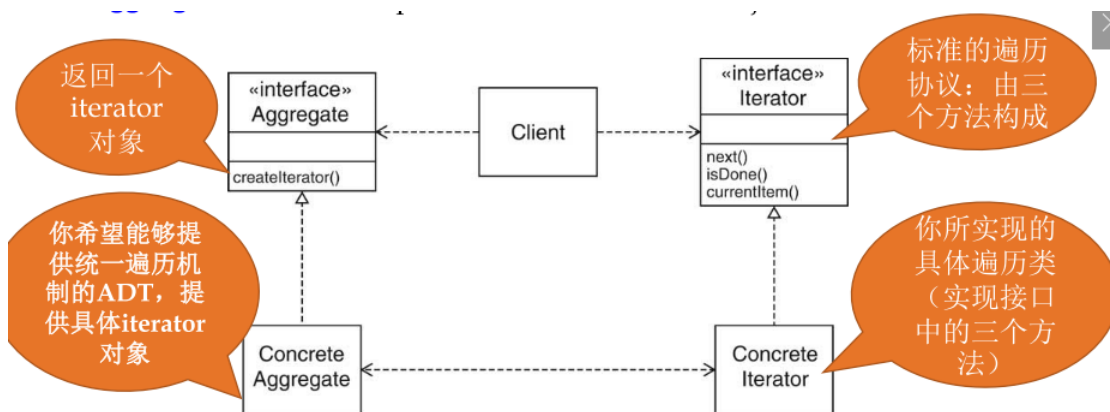 返回一个
iterator
对象
«interface»
Aggregate
createIterator()
Client
«interface»
Iterator
next()
isDone()
currentItem()
标准的遍历
协议：由三
个方法构成
你希望能够提
供统一遍历机
制的ADT，提
供具体iterator
对象
Concrete
Aggregate
Concrete
Iterator
你所实现的
具体遍历类
（实现接口
中的三个方
法）